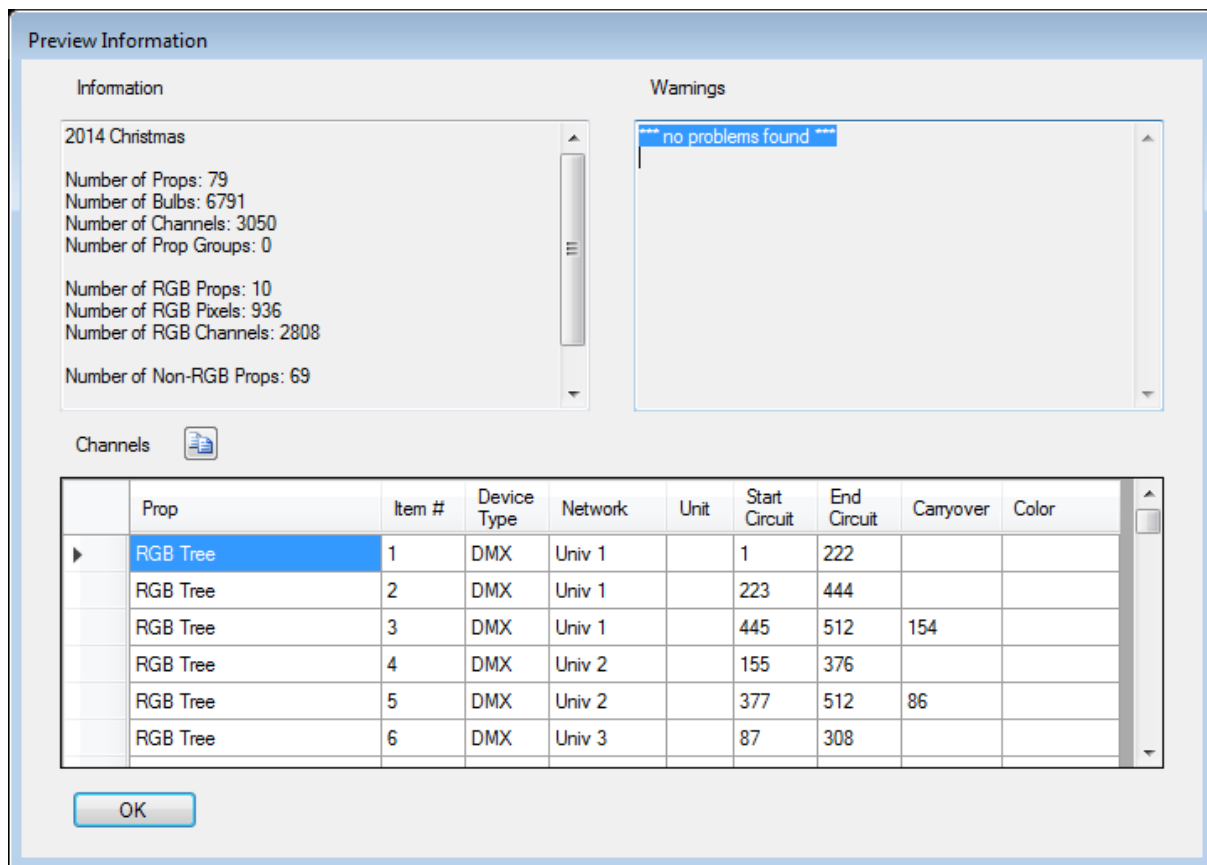 Preview Information
Information
Warnings
2014 Christmas
Number of Props: 79
Number of Bulbs: 6791
Number of Channels: 3050
Number of Prop Groups: 0
Number of RGB Props: 10
Number of RGB Pixels: 936
Number of RGB Channels: 2808
Number of Non-RGB Props: 69
*** no problems found ***
Channels
Prop Item # Device Type Network Unit Start Circuit End Circuit Carryover Color
RGB Tree 1 DMX Univ 1 1 222
RGB Tree 2 DMX Univ 1 223 444
RGB Tree 3 DMX Univ 1 445 512 154
RGB Tree 4 DMX Univ 2 155 376
RGB Tree 5 DMX Univ 2 377 512 86
RGB Tree 6 DMX Univ 3 87 308
OK